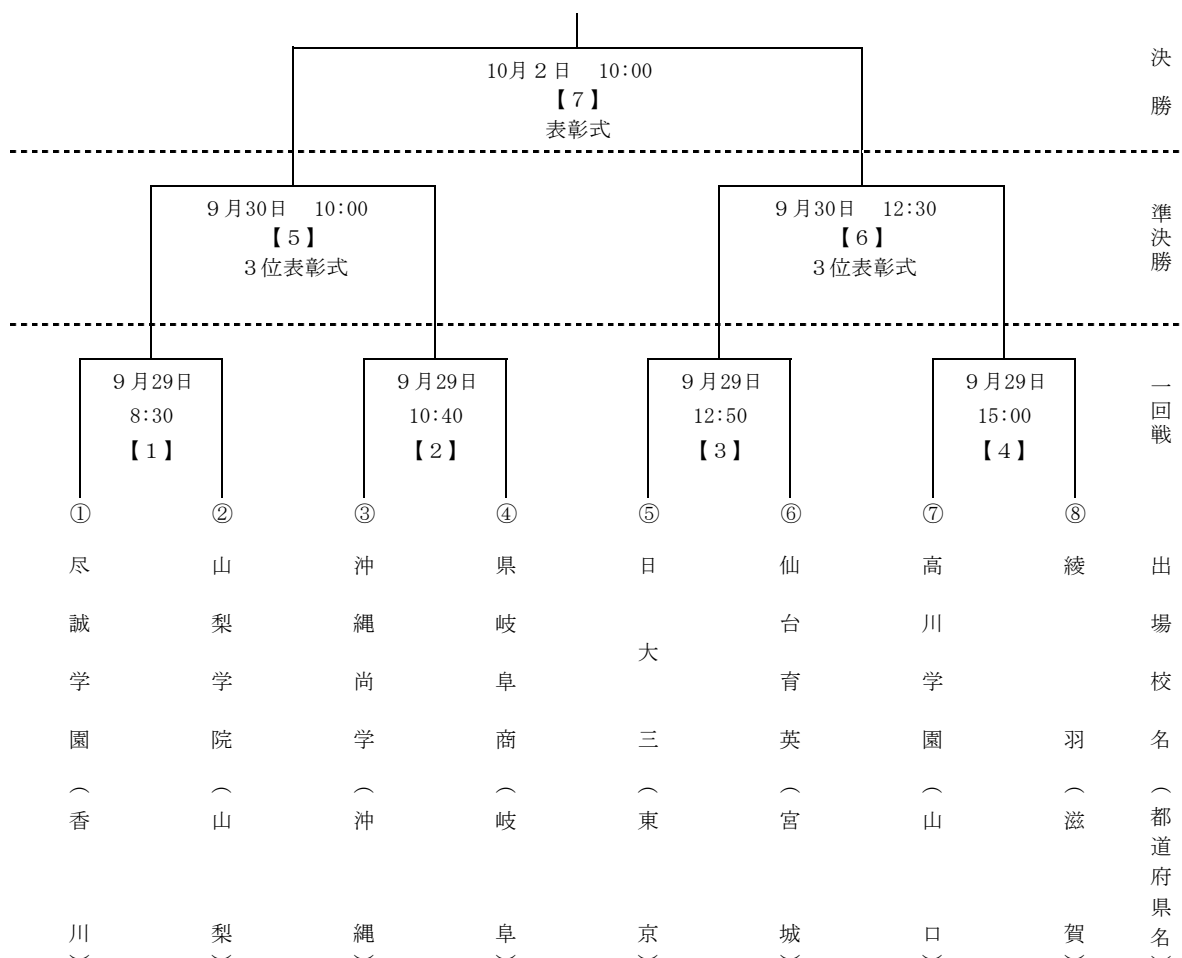 10月２日　10:00
【７】
表彰式
決勝
９月30日　10:00
【５】
３位表彰式
９月30日　12:30
【６】
３位表彰式
準決勝
９月29日
8:30
【１】
９月29日
10:40
【２】
９月29日
12:50
【３】
９月29日
15:00
【４】
一回戦
①
尽誠学園（香川）
②
山梨学院（山梨）
③
沖縄尚学（沖縄）
④
県岐阜商（岐阜）
⑤
日大三（東京）
⑥
仙台育英（宮城）
⑦
高川学園（山口）
⑧
綾羽（滋賀）
出場校名（都道府県名）